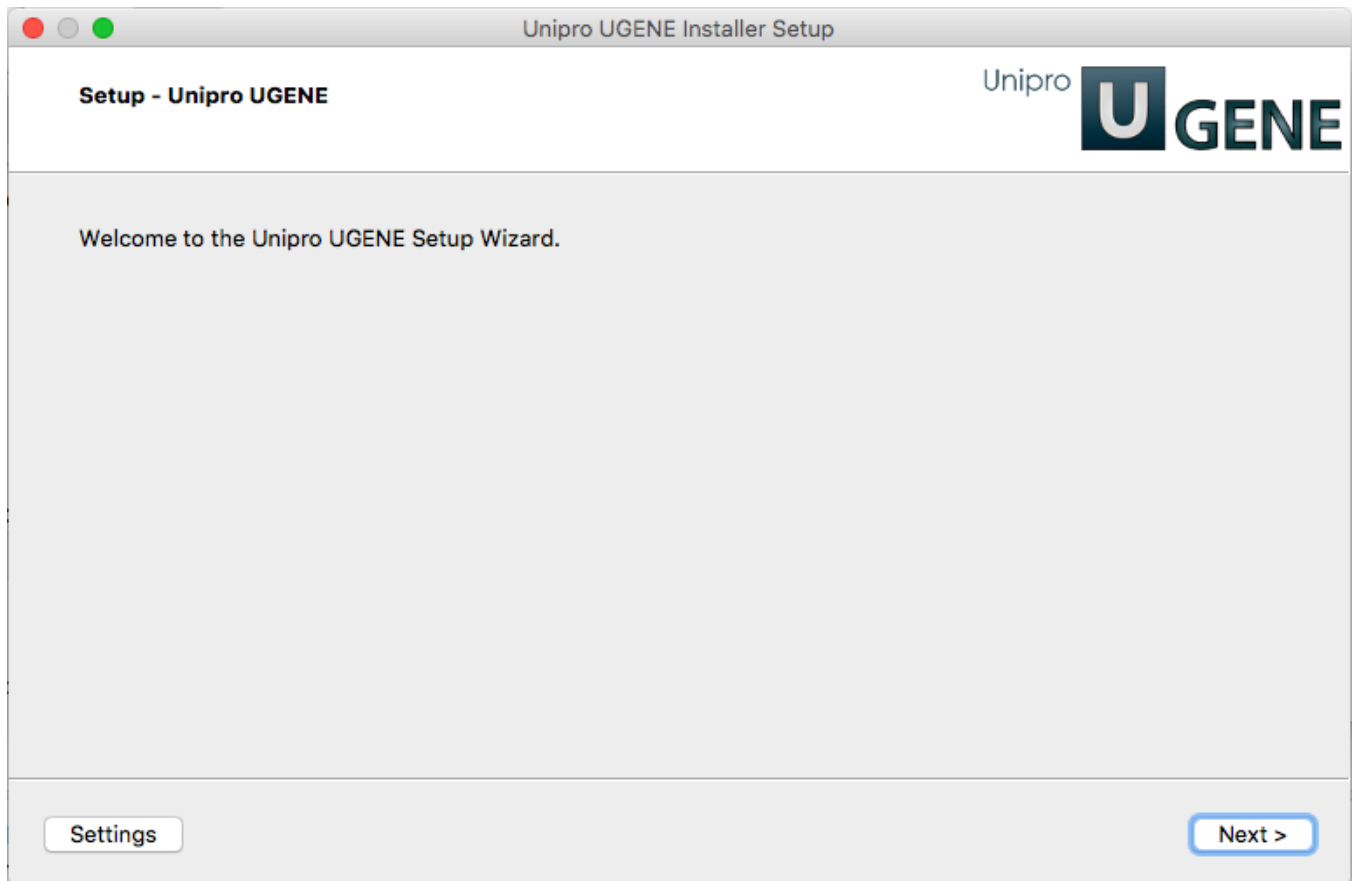 Unipro UGENE Installer Setup
Setup - Unipro UGENE
Unipro UGENE
Welcome to the Unipro UGENE Setup Wizard.
Settings
Next >